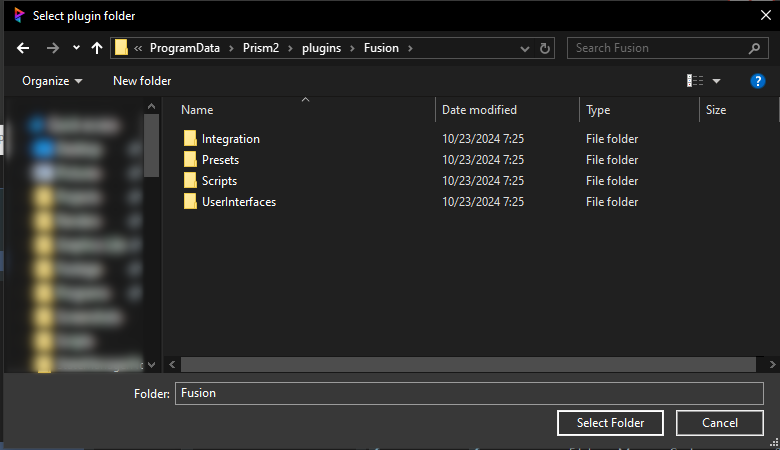 Select plugin folder
« ProgramData > Prism2 > plugins > Fusion >
Search Fusion
Organize
New folder
?
Name Date modified Type Size
Integration 10/23/2024 7:25 File folder
Presets 10/23/2024 7:25 File folder
Scripts 10/23/2024 7:25 File folder
UserInterfaces 10/23/2024 7:25 File folder
Folder: Fusion
Select Folder Cancel